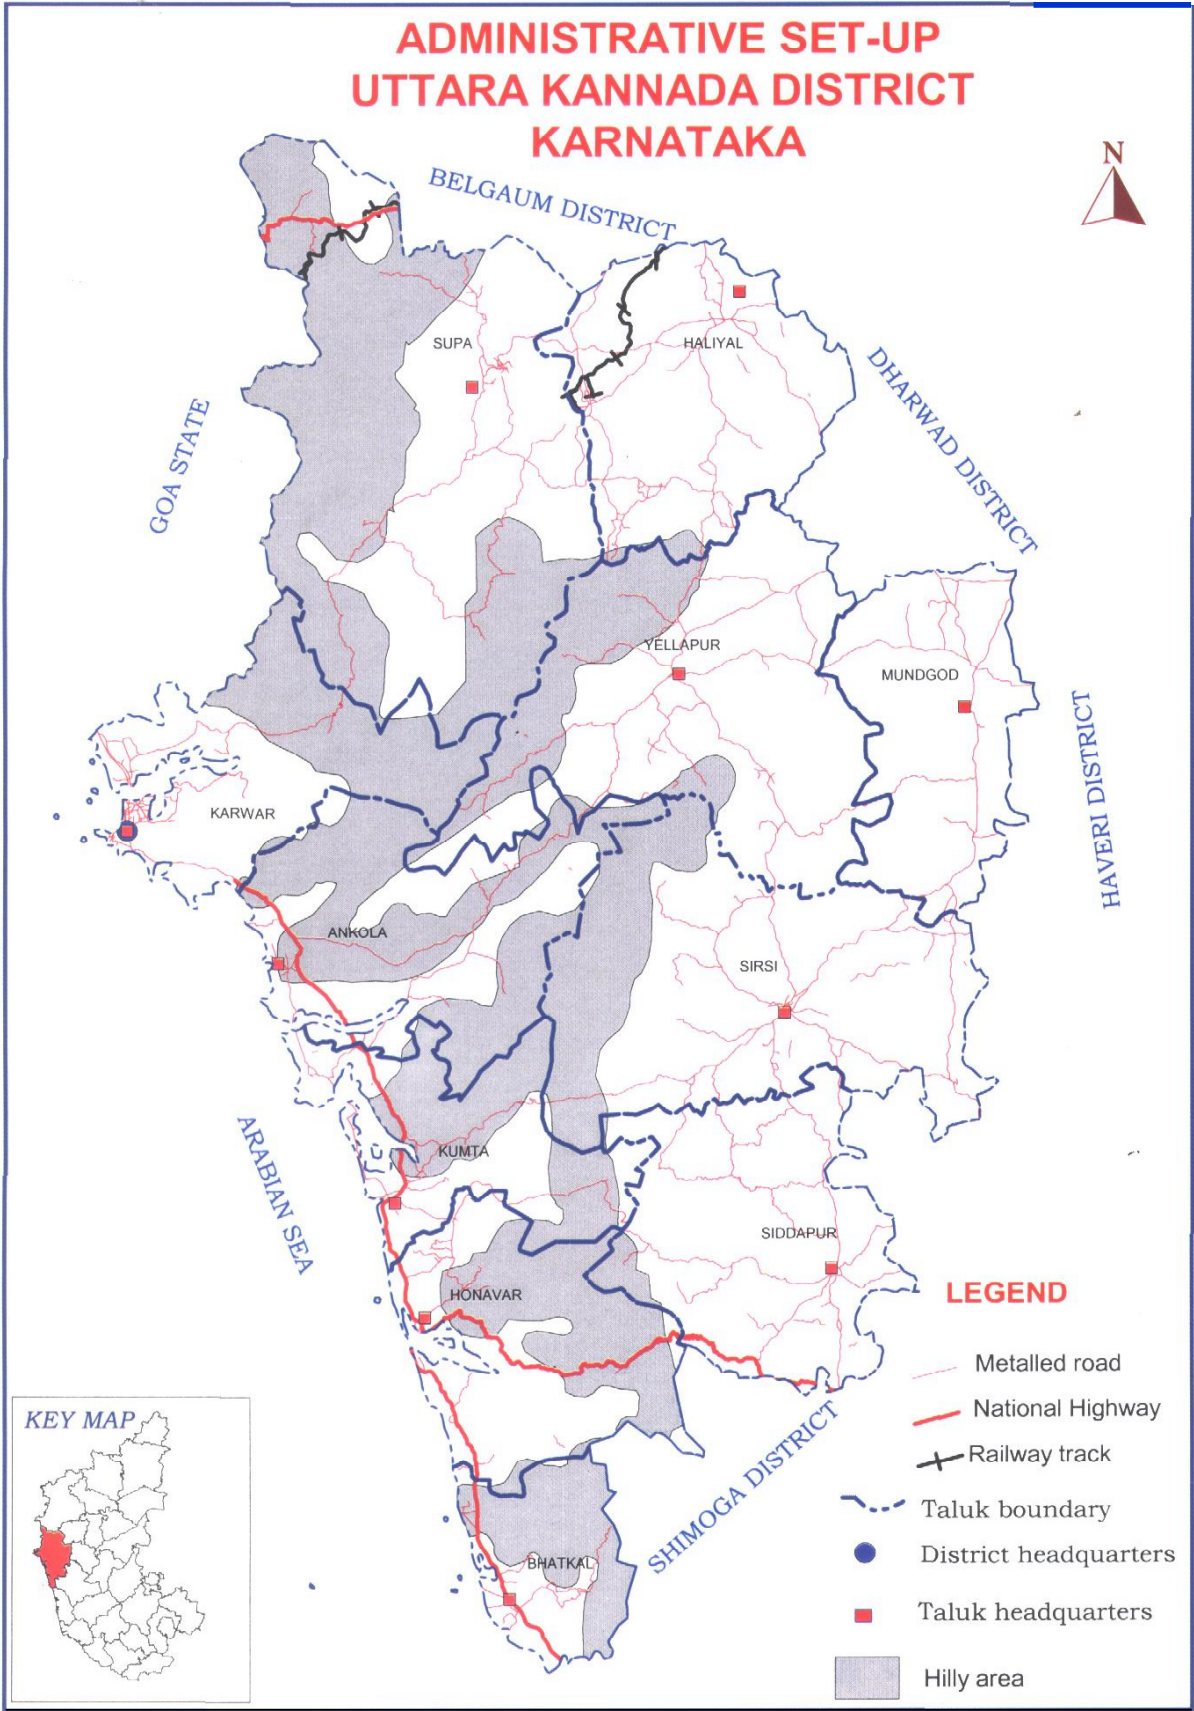 ADMINISTRATIVE SET-UP
UTTARA KANNADA DISTRICT
KARNATAKA
N
BELGAUM DISTRICT
SUPA
HALIYAL
DHARWAD DISTRICT
GOA STATE
YELLAPUR
MUNDGOD
HAVERI DISTRICT
KARWAR
ANKOLA
SIRSI
ARABIAN SEA
KUMTA
SIDDAPUR
HONAVAR
LEGEND
Metalled road
National Highway
Railway track
Taluk boundary
District headquarters
Taluk headquarters
Hilly area
KEY MAP
SHIMOGA DISTRICT
BHATKAL